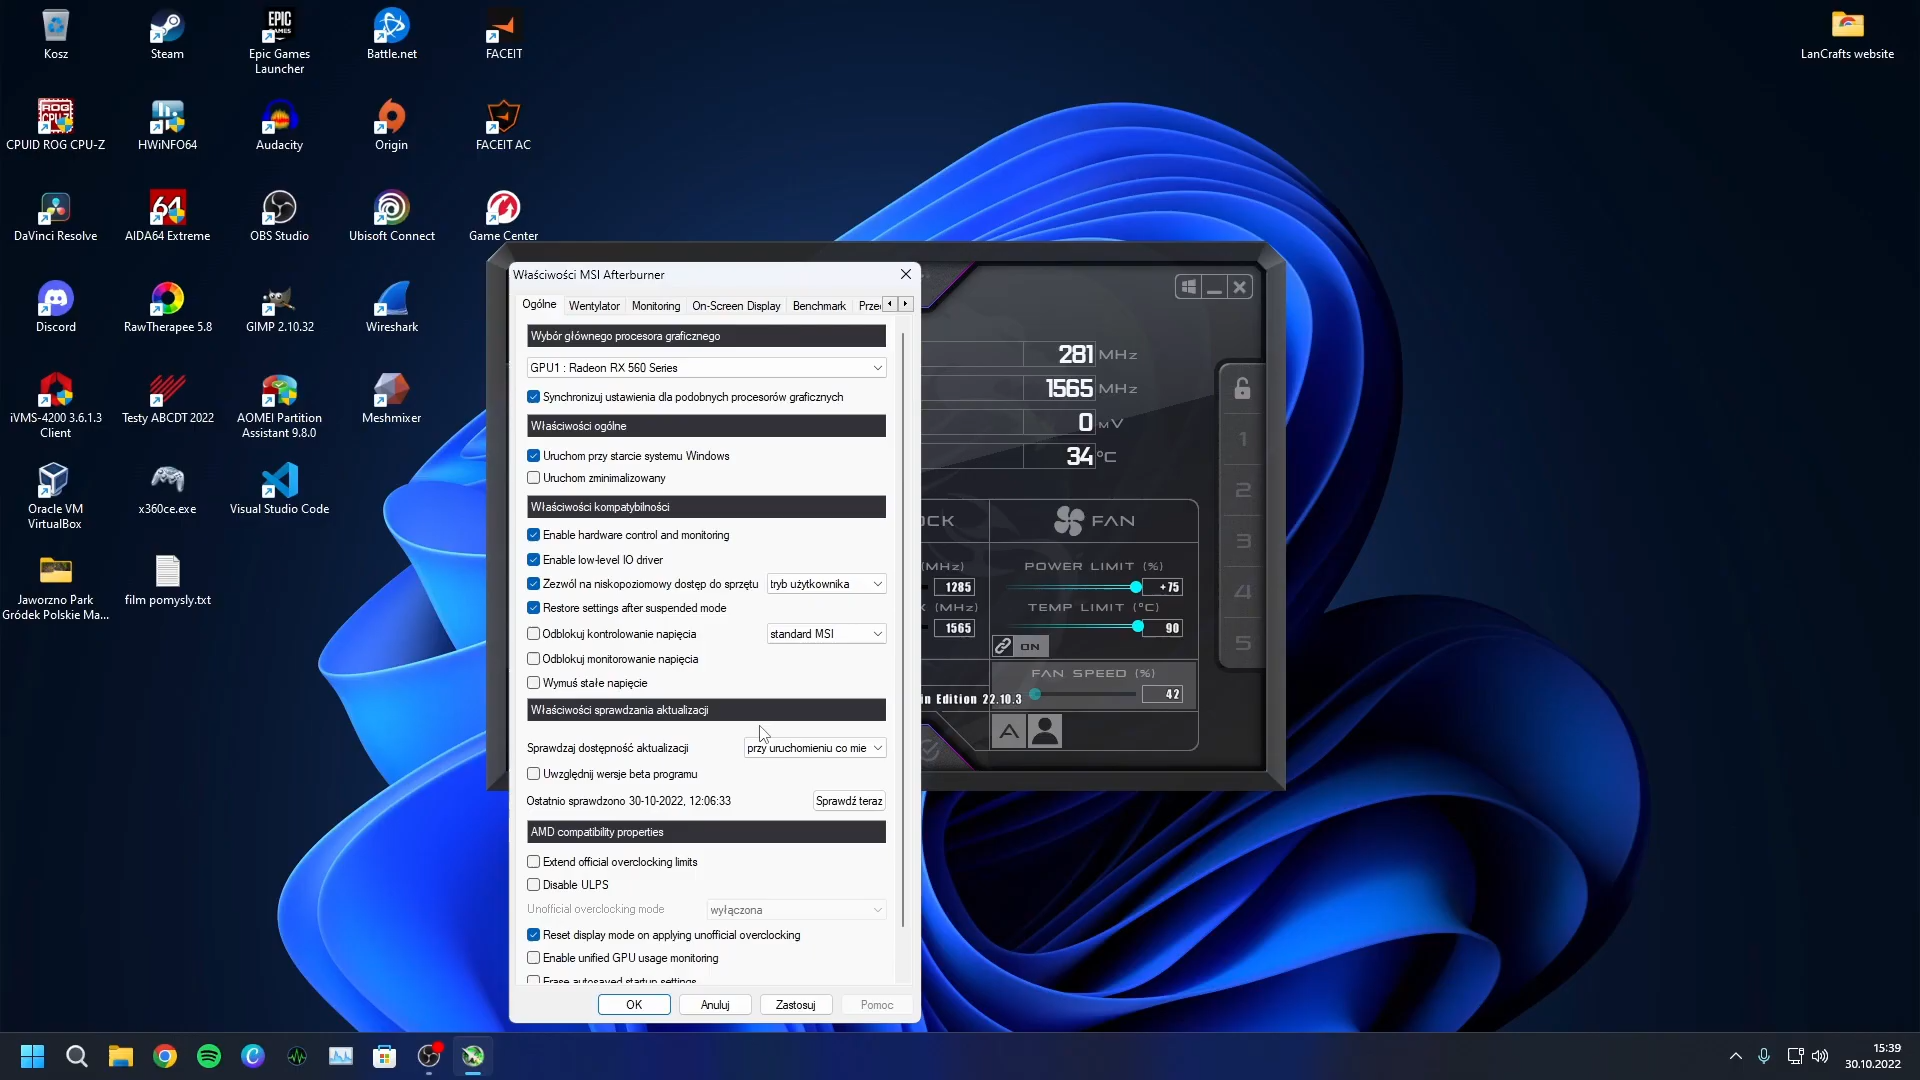 Kosz
Steam
Epic Games
Launcher
Battle.net
FACEIT
LanCrafts website
CPUID ROG CPU-Z
HWiNFO64
Audacity
Origin
FACEIT AC
DaVinci Resolve
AIDA64 Extreme
OBS Studio
Ubisoft Connect
Game Center
Discord
RawTherapee 5.8
GIMP 2.10.32
Wireshark
iVMS-4200 3.6.1.3
Client
Testy ABCDT 2022
AOMEI Partition
Assistant 9.8.0
Meshmixer
Oracle VM
VirtualBox
x360ce.exe
Visual Studio Code
Jaworzno Park
Gródek Polskie Ma...
film pomysly.txt
Właściwości MSI Afterburner
Ogólne
Wentylator
Monitoring
On-Screen Display
Benchmark
Wybór głównego procesora graficznego
GPU1 : Radeon RX 560 Series
Synchronizuj ustawienia dla podobnych procesorów graficznych
Właściwości ogólne
Uruchom przy starcie systemu Windows
Uruchom zminimalizowany
Właściwości kompatybilności
Enable hardware control and monitoring
Enable low-level IO driver
Zezwól na niskopoziomowy dostęp do sprzętu tryb użytkownika
Restore settings after suspended mode
Odblokuj kontrolowanie napięcia standard MSI
Odblokuj monitorowanie napięcia
Wymuś stałe napięcie
Właściwości sprawdzania aktualizacji
Sprawdzaj dostępność aktualizacji przy uruchomieniu co mie
Uwzględnij wersje beta programu
Ostatnio sprawdzono 30-10-2022, 12:06:33 Sprawdź teraz
AMD compatibility properties
Extend official overclocking limits
Disable ULPS
Unofficial overclocking mode wyłączona
Reset display mode on applying unofficial overclocking
Enable unified GPU usage monitoring
Erase autosaved startup settings
OK
Anuluj
Zastosuj
Pomoc
281 MHz
1565 MHz
0 mV
34 °C
OCK
FAN
(MHz)
1285
POWER LIMIT (%)
+75
(MHz)
1565
TEMP LIMIT (°C)
90
ON
FAN SPEED (%)
42
n Edition 22.10.3
A
1
2
3
4
5
15:39
30.10.2022